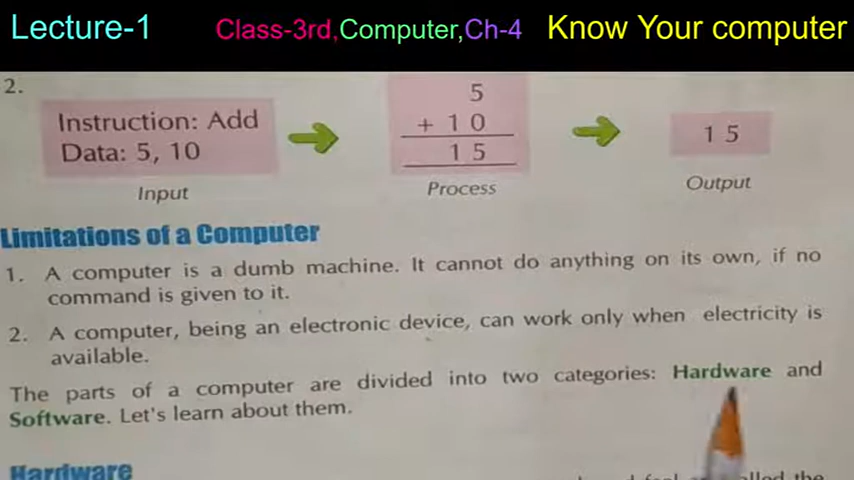 Lecture-1 Class-3rd,Computer,Ch-4 Know Your computer
2.
Instruction: Add
Data: 5, 10
Input
5
+ 1 0
1 5
Process
1 5
Output
Limitations of a Computer
1. A computer is a dumb machine. It cannot do anything on its own, if no
command is given to it.
2. A computer, being an electronic device, can work only when electricity is
available.
The parts of a computer are divided into two categories: Hardware and
Software. Let's learn about them.
Hardware
the